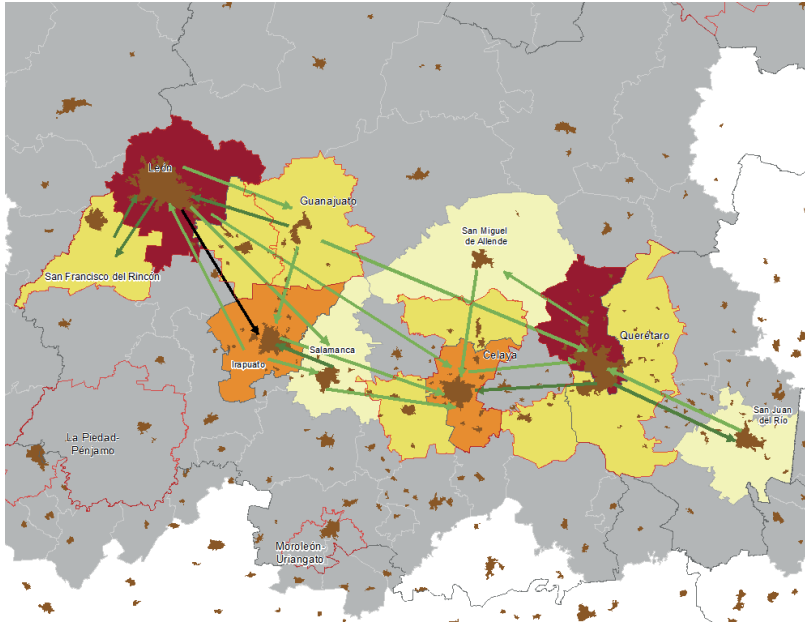 León
Guanajuato
San Miguel
de Allende
San Francisco del Rincón
Querétaro
Salamanca
Celaya
Irapuato
San Juan
del Río
La Piedad-
Pénjamo
Moroleón-
Uriangato